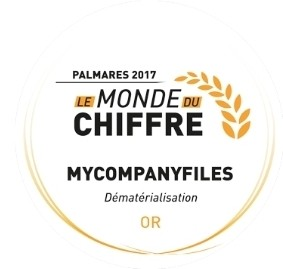 PALMARES 2017
LE MONDE DU
CHIFFRE
MYCOMPANYFILES
Dématérialisation
OR